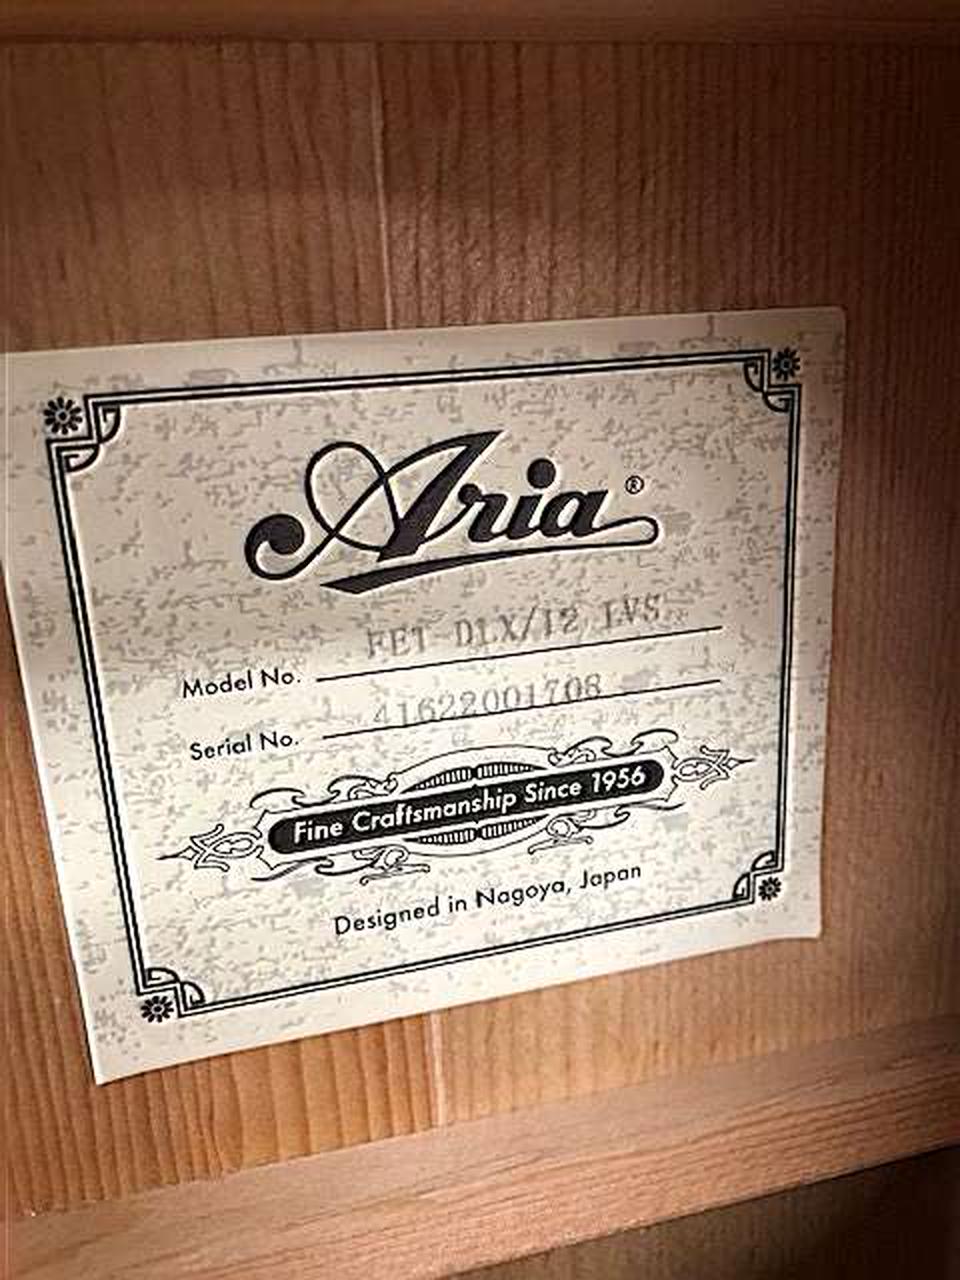 Aria®
Model No. FET-DLX/12 LVS
Serial No. 41622001708
Fine Craftsmanship Since 1956
Designed in Nagoya, Japan